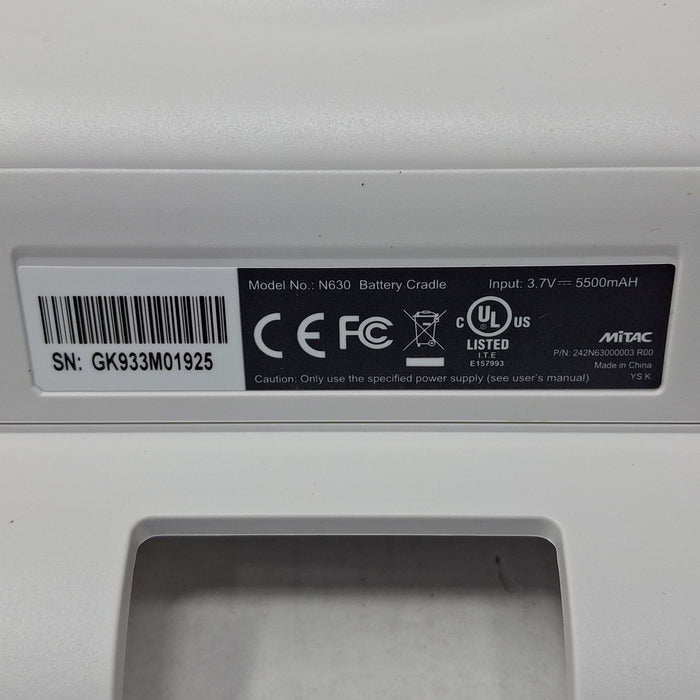 SN: GK933M01925
Model No.: N630 Battery Cradle Input: 3.7V⎓ 5500mAH
CE FC
C UL US
LISTED
I.T.E
E157993
MiTAC
P/N: 242N63000003 R00
Made in China
YS K
Caution: Only use the specified power supply (see user's manual)